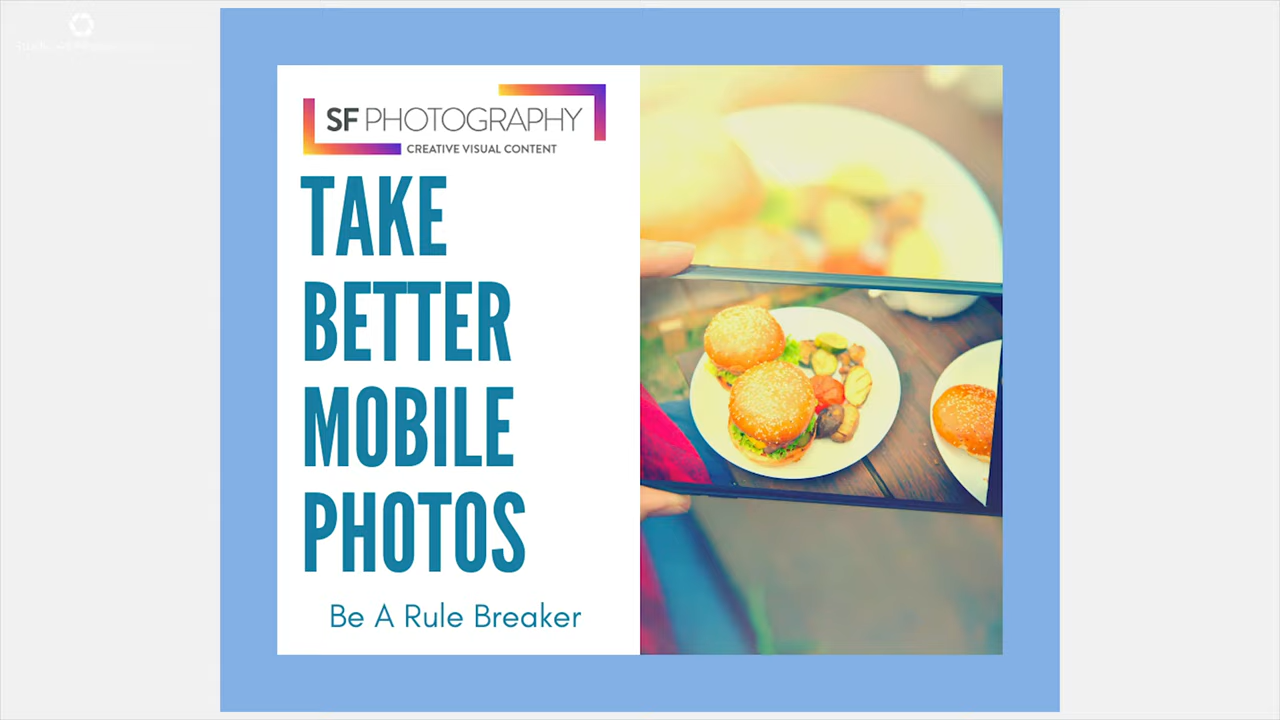 SF PHOTOGRAPHY
CREATIVE VISUAL CONTENT
TAKE
BETTER
MOBILE
PHOTOS
Be A Rule Breaker